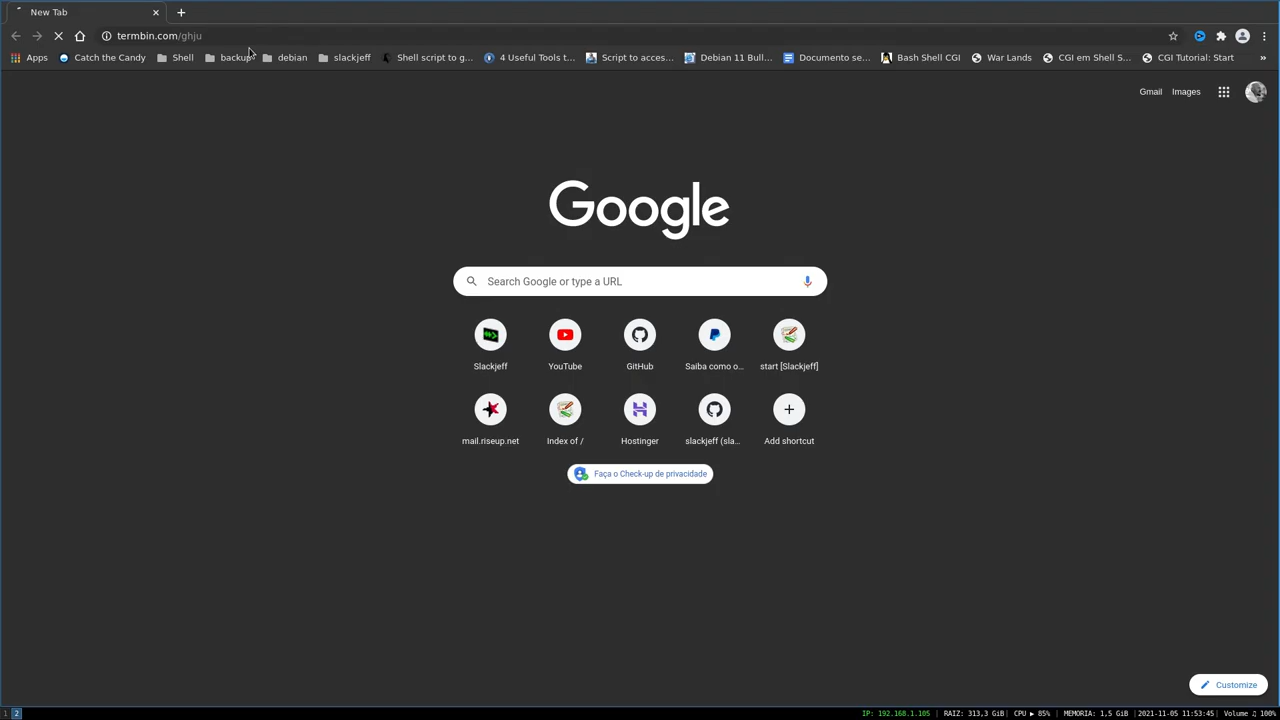 New Tab
termbin.com/ghju
Apps Catch the Candy Shell backup debian slackjeff Shell script to g... 4 Useful Tools t... Script to acces... Debian 11 Bull... Documento se... Bash Shell CGI War Lands CGI em Shell S... CGI Tutorial: Start »
Gmail Images
Google
Search Google or type a URL
Slackjeff YouTube GitHub Saiba como o... start [Slackjeff]
mail.riseup.net Index of / Hostinger slackjeff (sla... Add shortcut
Faça o Check-up de privacidade
Customize
1 2 IP: 192.168.1.105 | RAIZ: 313,3 GiB| CPU ▶ 85% | MEMORIA: 1,5 GiB |2021-11-05 11:53:45| Volume ♫ 100%